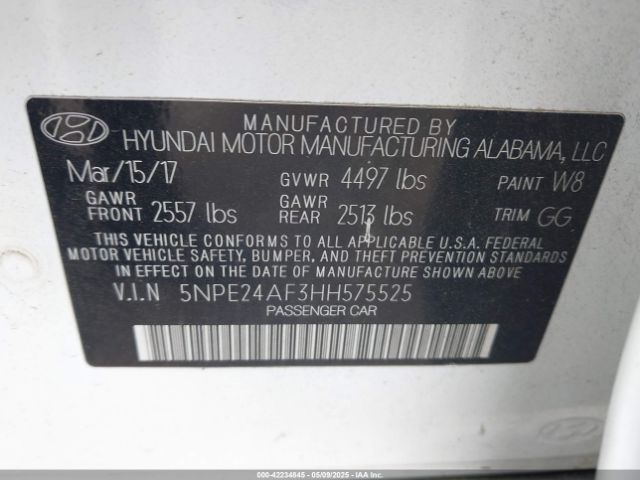 MANUFACTURED BY
HYUNDAI MOTOR MANUFACTURING ALABAMA, LLC
Mar/15/17 GVWR 4497 lbs PAINT W8
GAWR FRONT 2557 lbs GAWR REAR 2513 lbs TRIM GG
THIS VEHICLE CONFORMS TO ALL APPLICABLE U.S.A. FEDERAL
MOTOR VEHICLE SAFETY, BUMPER, AND THEFT PREVENTION STANDARDS
IN EFFECT ON THE DATE OF MANUFACTURE SHOWN ABOVE.
V.I.N 5NPE24AF3HH575525
PASSENGER CAR
000-42234645 05/09/2025 COPYRIGHT IAA, LLC.